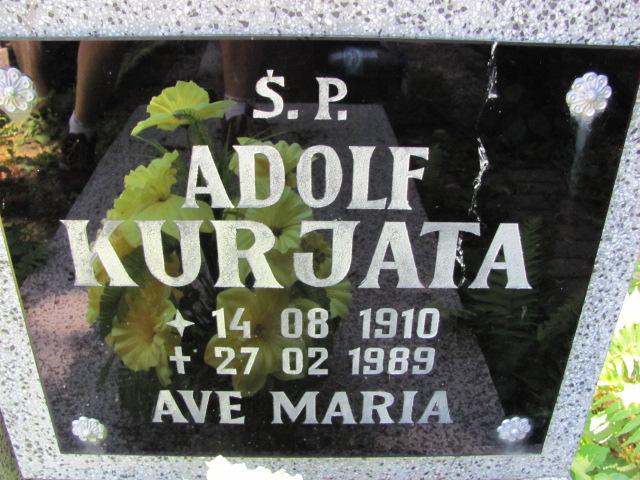 Ś. P.
ADOLF
KURJATA
✦ 14 08 1910
✝ 27 02 1989
AVE MARIA